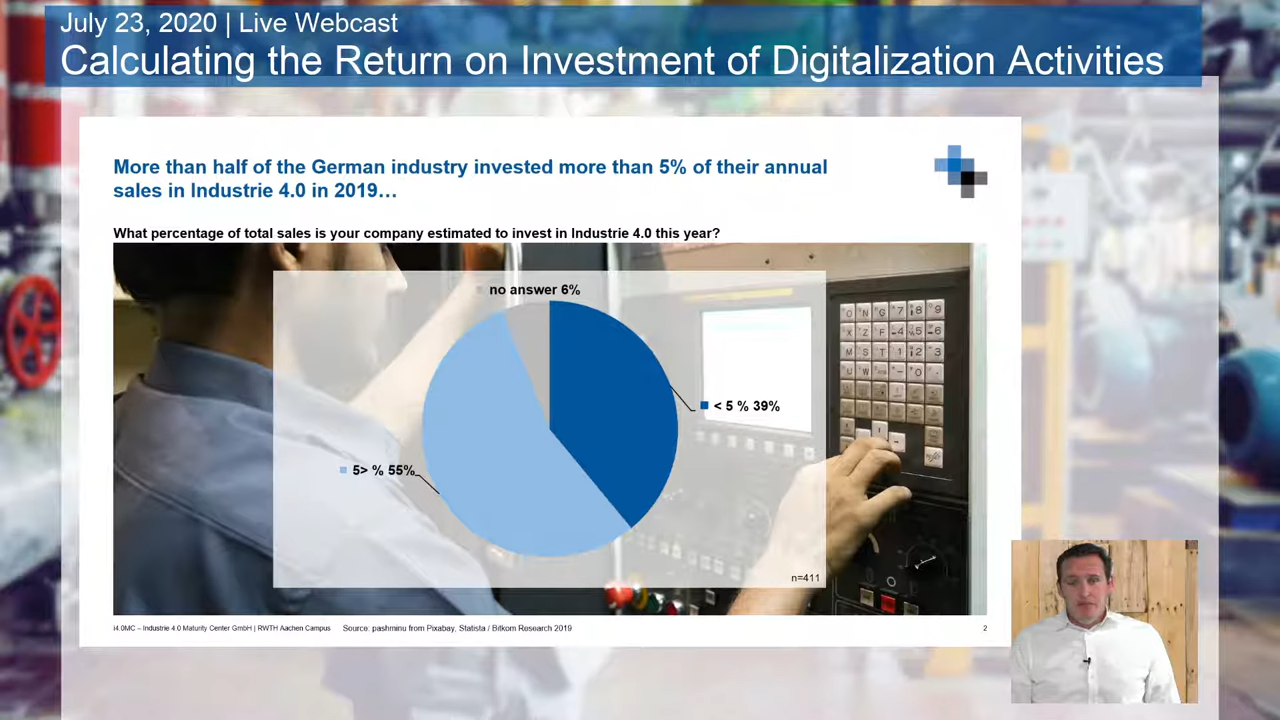 July 23, 2020 | Live Webcast
Calculating the Return on Investment of Digitalization Activities
More than half of the German industry invested more than 5% of their annual
sales in Industrie 4.0 in 2019…
What percentage of total sales is your company estimated to invest in Industrie 4.0 this year?
no answer 6%
< 5 % 39%
5> % 55%
n=411
I4.0MC – Industrie 4.0 Maturity Center GmbH | RWTH Aachen Campus
Source: pashminu from Pixabay, Statista / Bitkom Research 2019
2